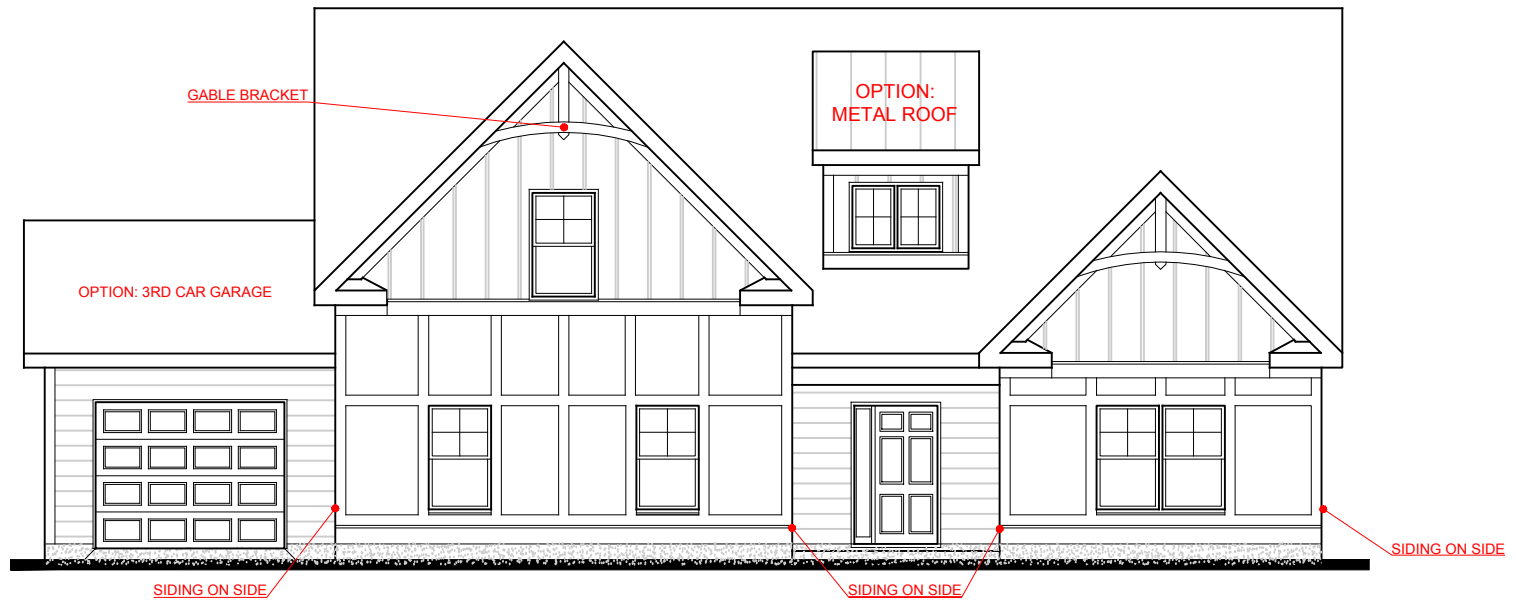 GABLE BRACKET
OPTION:
METAL ROOF
OPTION: 3RD CAR GARAGE
SIDING ON SIDE
SIDING ON SIDE
SIDING ON SIDE